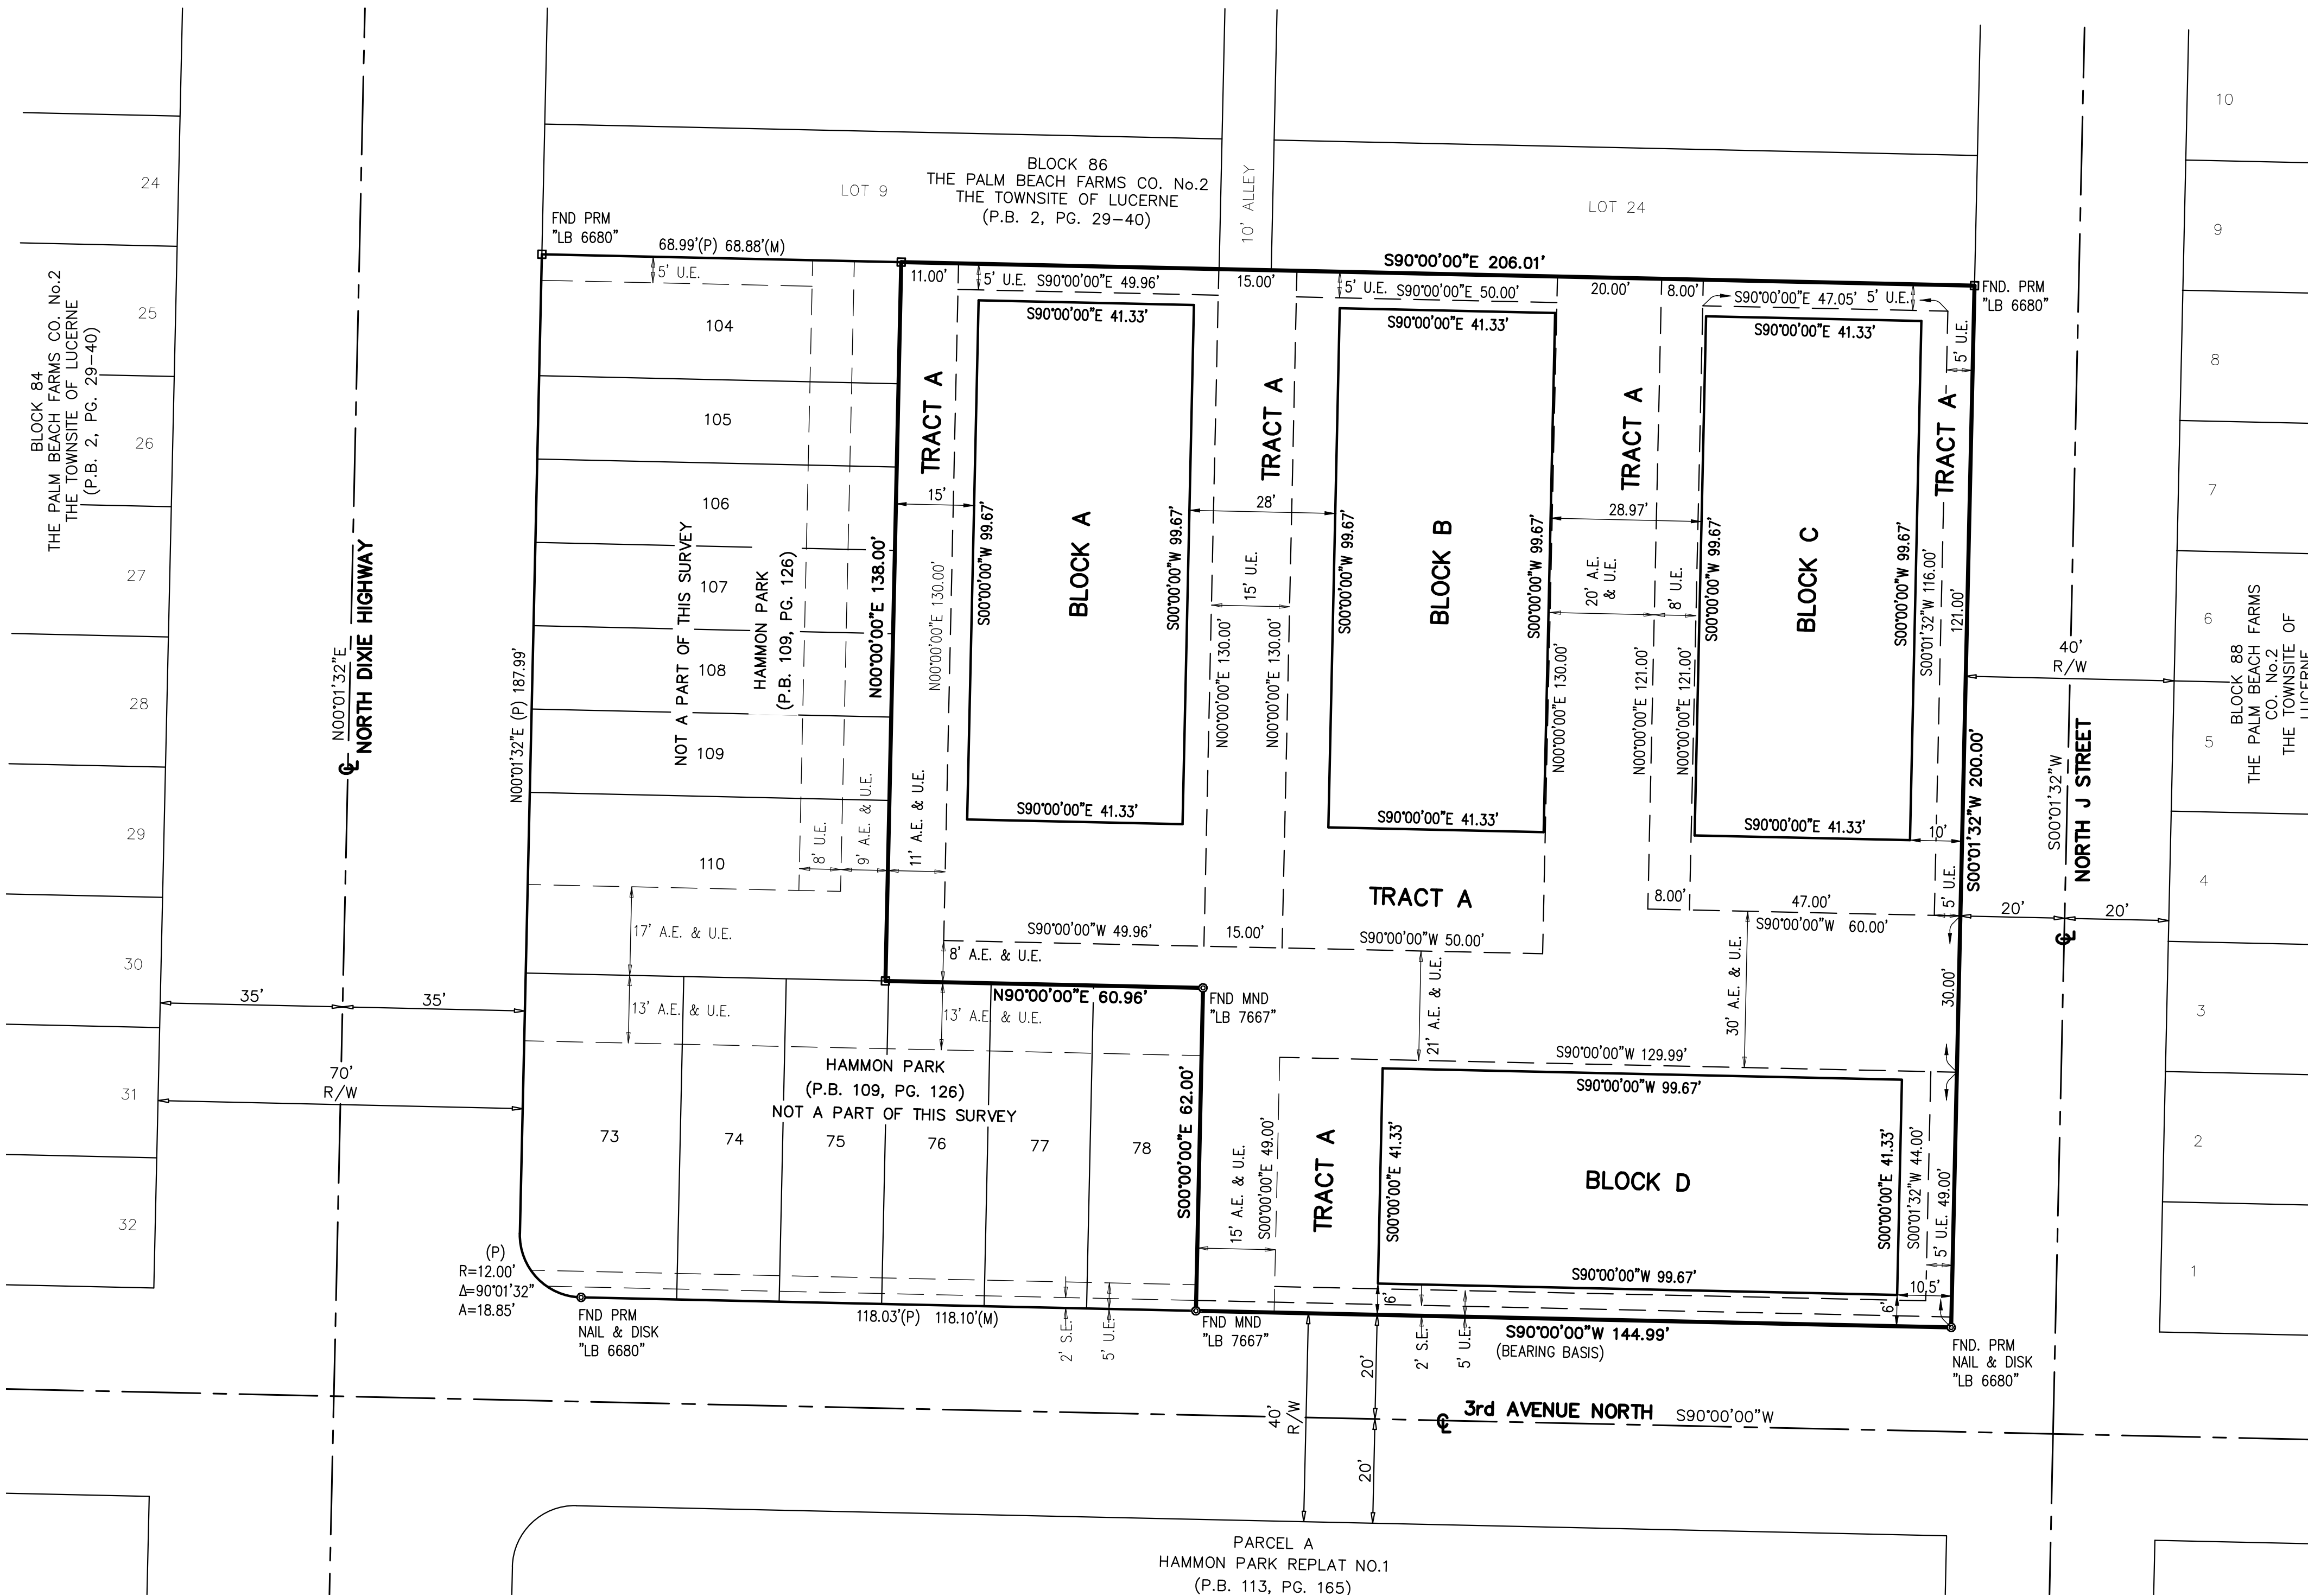 24
25
26
27
28
29
30
31
32
BLOCK 84
THE PALM BEACH FARMS CO. No.2
THE TOWNSITE OF LUCERNE
(P.B. 2, PG. 29-40)
N00°01'32"E
NORTH DIXIE HIGHWAY
℄
35'
35'
70'
R/W
BLOCK 86
THE PALM BEACH FARMS CO. No.2
THE TOWNSITE OF LUCERNE
(P.B. 2, PG. 29-40)
LOT 9
10' ALLEY
LOT 24
FND PRM
"LB 6680"
68.99'(P) 68.88'(M)
5' U.E.
104
105
106
107
108
109
110
NOT A PART OF THIS SURVEY
HAMMON PARK
(P.B. 109, PG. 126)
N00°01'32"E (P) 187.99'
N00°00'00"E 138.00'
8' U.E.
9' A.E. & U.E.
11' A.E. & U.E.
17' A.E. & U.E.
13' A.E. & U.E.
S90°00'00"E 206.01'
FND. PRM
"LB 6680"
11.00'
5' U.E.
S90°00'00"E 49.96'
15.00'
5' U.E.
S90°00'00"E 50.00'
20.00'
8.00'
S90°00'00"E 47.05'
5' U.E.
5' U.E.
TRACT A
15'
N00°00'00"E 130.00'
S90°00'00"E 41.33'
S00°00'00"W 99.67'
BLOCK A
S00°00'00"W 99.67'
S90°00'00"E 41.33'
TRACT A
28'
15' U.E.
N00°00'00"E 130.00'
N00°00'00"E 130.00'
S90°00'00"E 41.33'
S00°00'00"W 99.67'
BLOCK B
S00°00'00"W 99.67'
S90°00'00"E 41.33'
N00°00'00"E 130.00'
TRACT A
28.97'
20' A.E.
& U.E.
8' U.E.
N00°00'00"E 121.00'
N00°00'00"E 121.00'
S90°00'00"E 41.33'
S00°00'00"W 99.67'
BLOCK C
S00°00'00"W 99.67'
S90°00'00"E 41.33'
TRACT A
S00°01'32"W 116.00'
121.00'
10'
5' U.E.
S00°01'32"W 200.00'
TRACT A
S90°00'00"W 49.96'
15.00'
S90°00'00"W 50.00'
8.00'
47.00'
S90°00'00"W 60.00'
8' A.E. & U.E.
N90°00'00"E 60.96'
13' A.E. & U.E.
FND MND
"LB 7667"
21' A.E. & U.E.
30' A.E. & U.E.
30.00'
HAMMON PARK
(P.B. 109, PG. 126)
NOT A PART OF THIS SURVEY
73
74
75
76
77
78
S00°00'00"E 62.00'
15' A.E. & U.E.
S00°00'00"E 49.00'
TRACT A
S90°00'00"W 129.99'
S90°00'00"W 99.67'
S00°00'00"E 41.33'
BLOCK D
S00°00'00"E 41.33'
S90°00'00"W 99.67'
S00°01'32"W 44.00'
5' U.E. 49.00'
10.5'
6'
6'
(P)
R=12.00'
Δ=90°01'32"
A=18.85'
FND PRM
NAIL & DISK
"LB 6680"
118.03'(P) 118.10'(M)
2' S.E.
5' U.E.
FND MND
"LB 7667"
2' S.E.
5' U.E.
S90°00'00"W 144.99'
(BEARING BASIS)
FND. PRM
NAIL & DISK
"LB 6680"
40'
R/W
20'
20'
℄
3rd AVENUE NORTH
S90°00'00"W
PARCEL A
HAMMON PARK REPLAT NO.1
(P.B. 113, PG. 165)
40'
R/W
S00°01'32"W
NORTH J STREET
20'
20'
℄
10
9
8
7
6
5
4
3
2
1
BLOCK 88
THE PALM BEACH FARMS
CO. No.2
THE TOWNSITE OF
LUCERNE